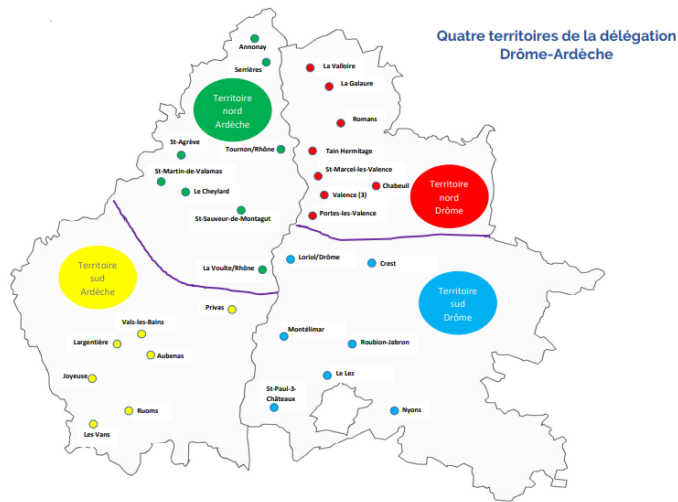 Quatre territoires de la délégation
Drôme-Ardèche
Annonay
Serrières
La Valloire
La Galaure
Territoire
nord
Ardèche
Romans
St-Agrève
Tournon/Rhône
Tain Hermitage
St-Martin-de-Valamas
St-Marcel-les-Valence
Le Cheylard
Valence (3)
Chabeuil
Territoire
nord
Drôme
St-Sauveur-de-Montagut
Portes-les-Valence
La Voulte/Rhône
Loriol/Drôme
Crest
Territoire
sud
Ardèche
Territoire
sud
Drôme
Privas
Vals-les-Bains
Largentière
Aubenas
Montélimar
Roubion-Jabron
Joyeuse
Le Lez
St-Paul-3-
Châteaux
Ruoms
Nyons
Les Vans